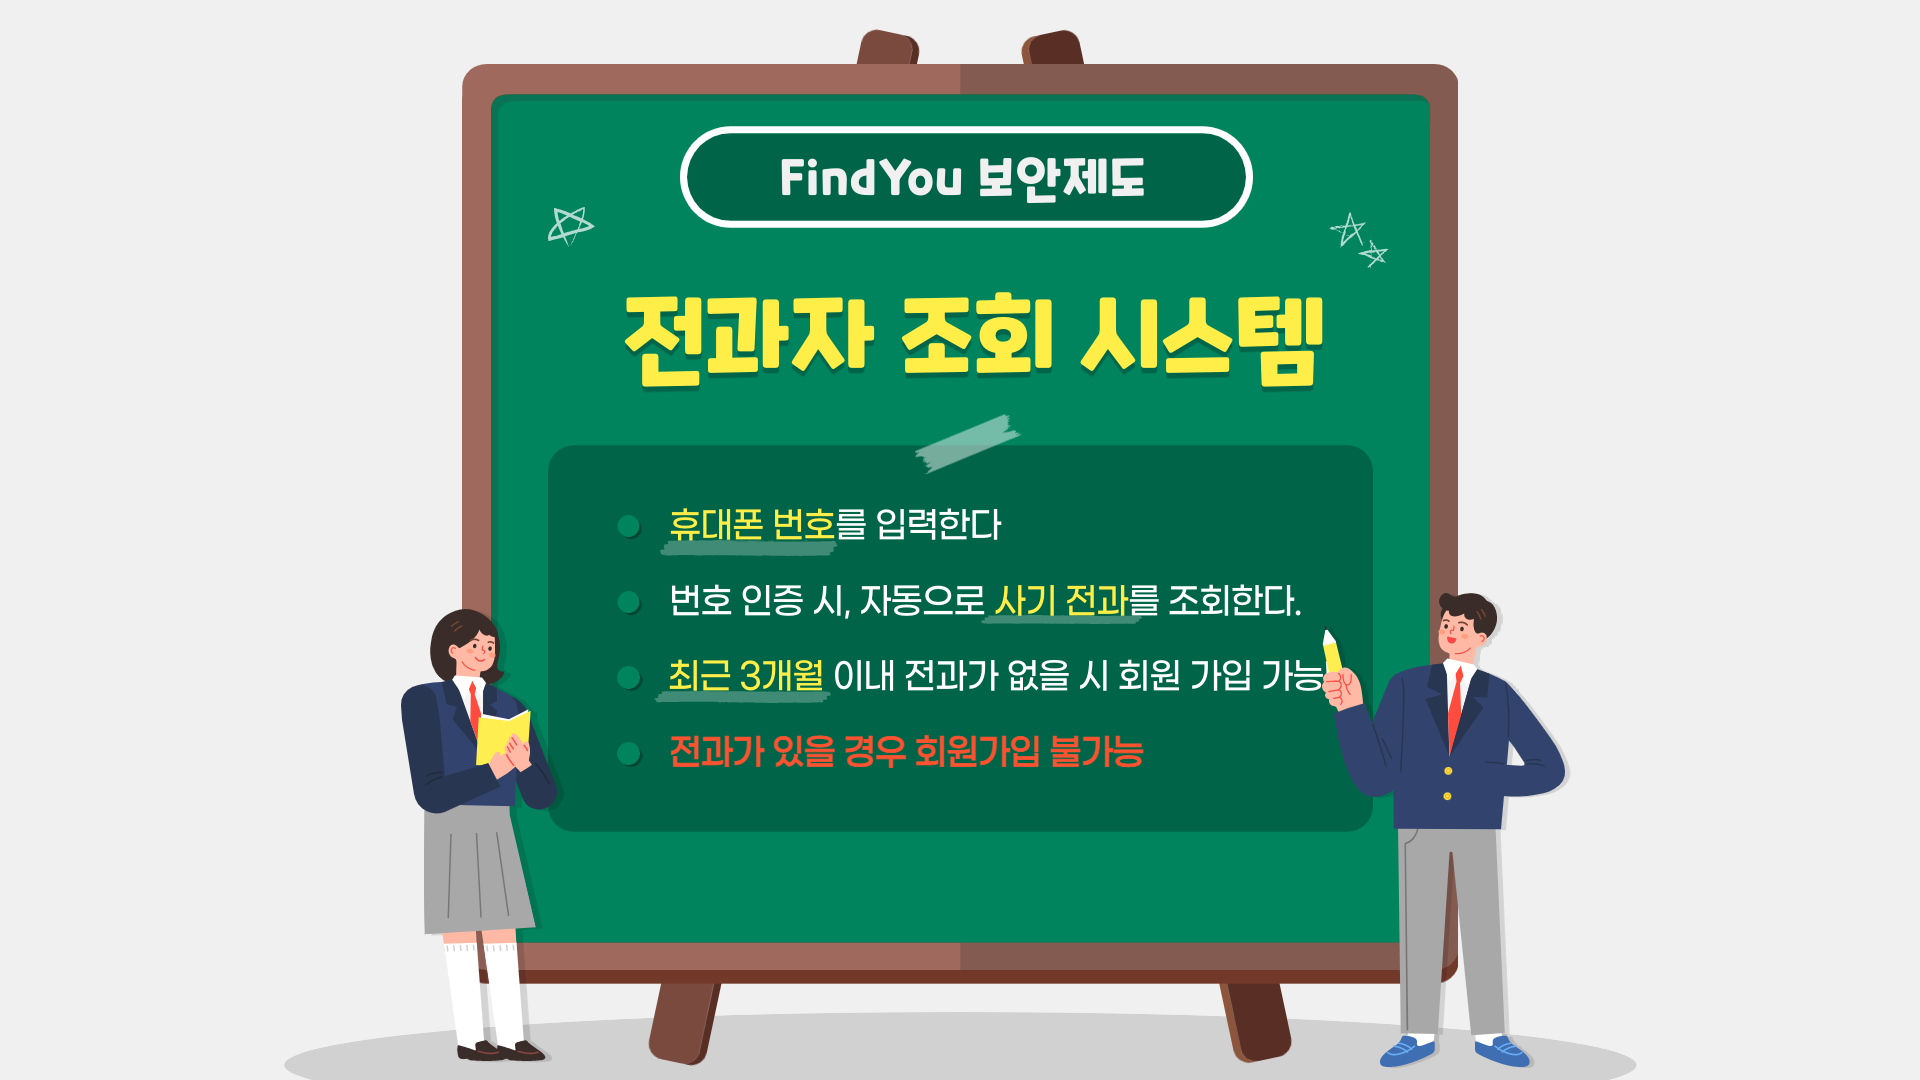 FindYou 보안제도
전과자 조회 시스템
휴대폰 번호를 입력한다
번호 인증 시, 자동으로 사기 전과를 조회한다.
최근 3개월 이내 전과가 없을 시 회원 가입 가능
전과가 있을 경우 회원가입 불가능